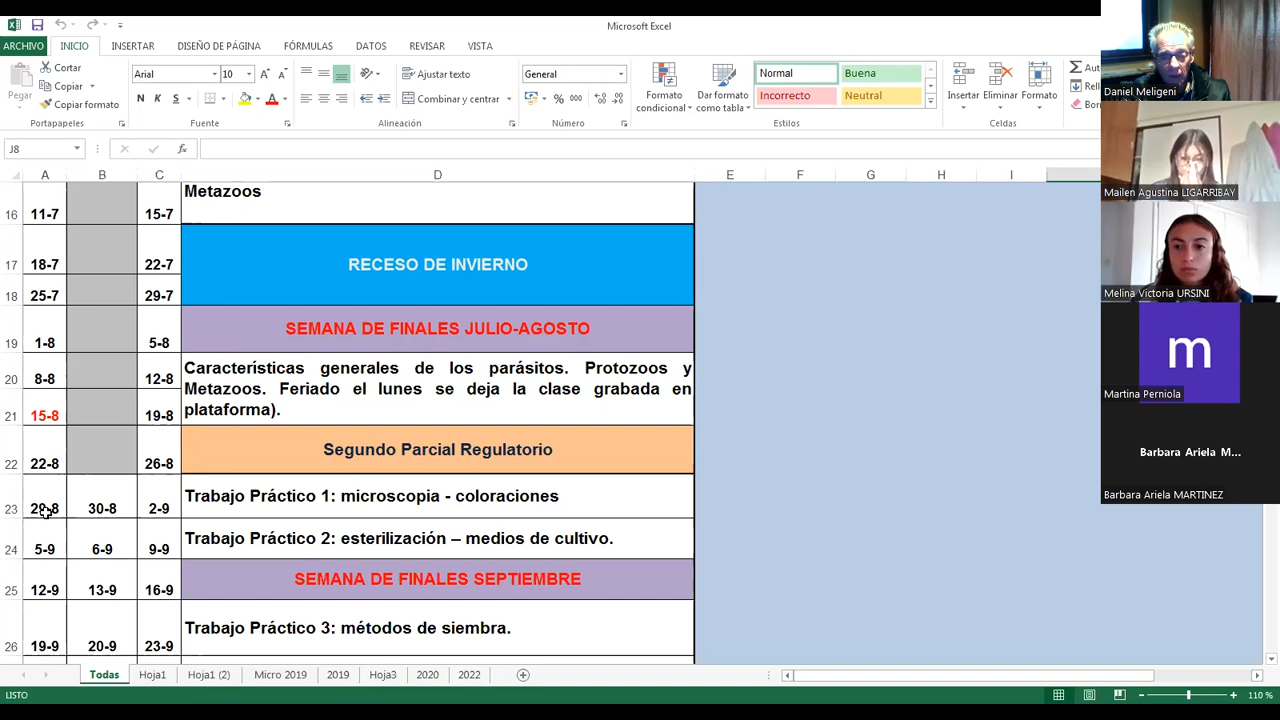 Microsoft Excel
ARCHIVO INICIO INSERTAR DISEÑO DE PÁGINA FÓRMULAS DATOS REVISAR VISTA
Pegar
Cortar
Copiar
Copiar formato
Portapapeles
Arial 10
N K S
Fuente
Ajustar texto
Combinar y centrar
Alineación
General
% 000
Número
Formato
condicional
Dar formato
como tabla
Normal Buena
Incorrecto Neutral
Estilos
Insertar Eliminar Formato
Celdas
Aut
Rell
Bor
J8
A B C D E F G H I
Metazoos
16 11-7 15-7
17 18-7 22-7 RECESO DE INVIERNO
18 25-7 29-7
19 1-8 5-8 SEMANA DE FINALES JULIO-AGOSTO
20 8-8 12-8 Características generales de los parásitos. Protozoos y
Metazoos. Feriado el lunes se deja la clase grabada en
21 15-8 19-8 plataforma).
22 22-8 26-8 Segundo Parcial Regulatorio
23 29-8 30-8 2-9 Trabajo Práctico 1: microscopia - coloraciones
24 5-9 6-9 9-9 Trabajo Práctico 2: esterilización – medios de cultivo.
25 12-9 13-9 16-9 SEMANA DE FINALES SEPTIEMBRE
26 19-9 20-9 23-9 Trabajo Práctico 3: métodos de siembra.
Todas Hoja1 Hoja1 (2) Micro 2019 2019 Hoja3 2020 2022
LISTO
110 %
Daniel Meligeni
Mailen Agustina LIGARRIBAY
Melina Victoria URSINI
m
Martina Perniola
Barbara Ariela M...
Barbara Ariela MARTINEZ